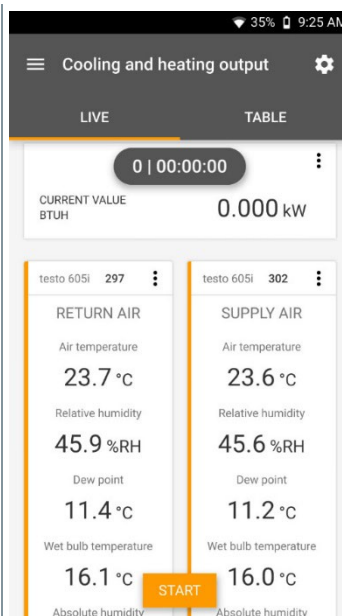 35% 9:25 AM
Cooling and heating output
LIVE TABLE
0 | 00:00:00
CURRENT VALUE
BTUH
0.000 kW
testo 605i 297 testo 605i 302
RETURN AIR SUPPLY AIR
Air temperature Air temperature
23.7 °C 23.6 °C
Relative humidity Relative humidity
45.9 %RH 45.6 %RH
Dew point Dew point
11.4 °C 11.2 °C
Wet bulb temperature Wet bulb temperature
16.1 °C 16.0 °C
START
Absolute humidity Absolute humidity